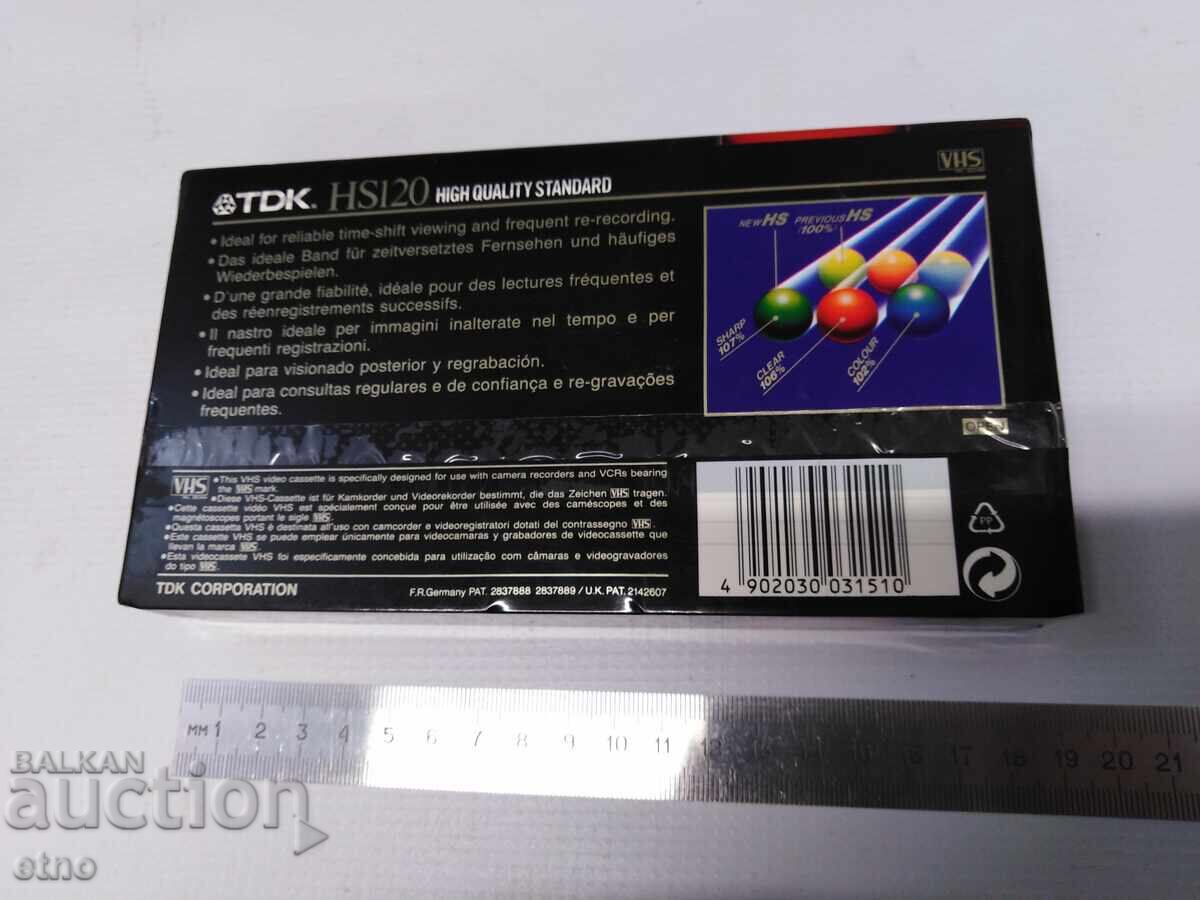 TDK. HS120 HIGH QUALITY STANDARD
VHS
• Ideal for reliable time-shift viewing and frequent re-recording.
• Das ideale Band für zeitversetztes Fernsehen und häufiges
Wiederbespielen.
• D'une grande fiabilité, idéale pour des lectures fréquentes et
des réenregistrements successifs.
• Il nastro ideale per immagini inalterate nel tempo e per
frequenti registrazioni.
• Ideal para visionado posterior y regrabación.
• Ideal para consultas regulares e de confiança e re-gravações
frequentes.
NEW HS PREVIOUS HS
(100%)
SHARP
107%
CLEAR
106%
COLOUR
102%
OPEN
VHS
•This VHS video cassette is specifically designed for use with camera recorders and VCRs bearing
the VHS mark.
•Diese VHS-Cassette ist für Kamkorder und Videorekorder bestimmt, die das Zeichen VHS tragen.
•Cette cassette vidéo VHS est spécialement conçue pour être utilisée avec des caméscopes et des
magnétoscopes portant le sigle VHS.
•Questa cassetta VHS è destinata all'uso con camcorder e videoregistratori dotati del contrassegno VHS.
•Este cassette VHS se puede emplear únicamente para videocamaras y grabadores de videocassette que
llevan la marca VHS.
•Esta videocassete VHS foi especificamente concebida para utilização com câmaras e videogravadores
do tipo VHS.
TDK CORPORATION
F.R.Germany PAT. 2837888 2837889 / U.K. PAT. 2142607
4 902030 031510
PP
MM 1 2 3 4 5 6 7 8 9 10 11 12 13 14 15 16 17 18 19 20 21
BALKAN
auction
etno